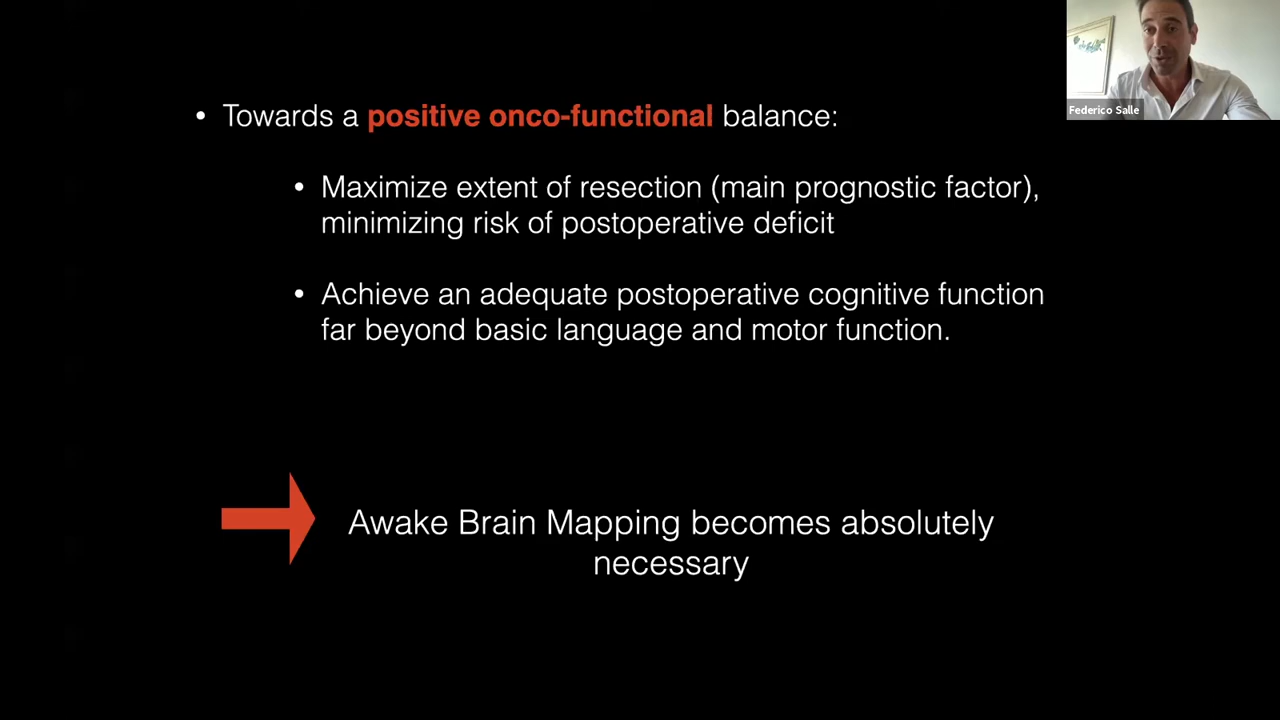 Federico Salle
• Towards a positive onco-functional balance:
• Maximize extent of resection (main prognostic factor),
minimizing risk of postoperative deficit
• Achieve an adequate postoperative cognitive function
far beyond basic language and motor function.
Awake Brain Mapping becomes absolutely
necessary